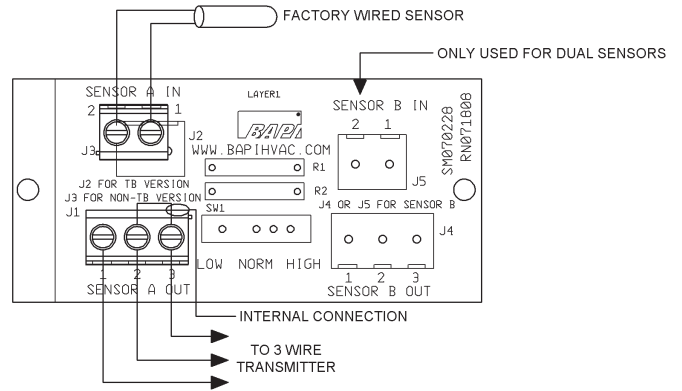 FACTORY WIRED SENSOR
ONLY USED FOR DUAL SENSORS
SENSOR A IN
2 1
LAYER1
SENSOR B IN
2 1
BAPI
J2
J3
WWW.BAPIHVAC.COM
R1
J5
SM070228
RN071808
J2 FOR TB VERSION
J3 FOR NON-TB VERSION
R2
J4 OR J5 FOR SENSOR B
J1
SW1
J4
LOW NORM HIGH
1 2 3
SENSOR A OUT
1 2 3
SENSOR B OUT
INTERNAL CONNECTION
TO 3 WIRE
TRANSMITTER